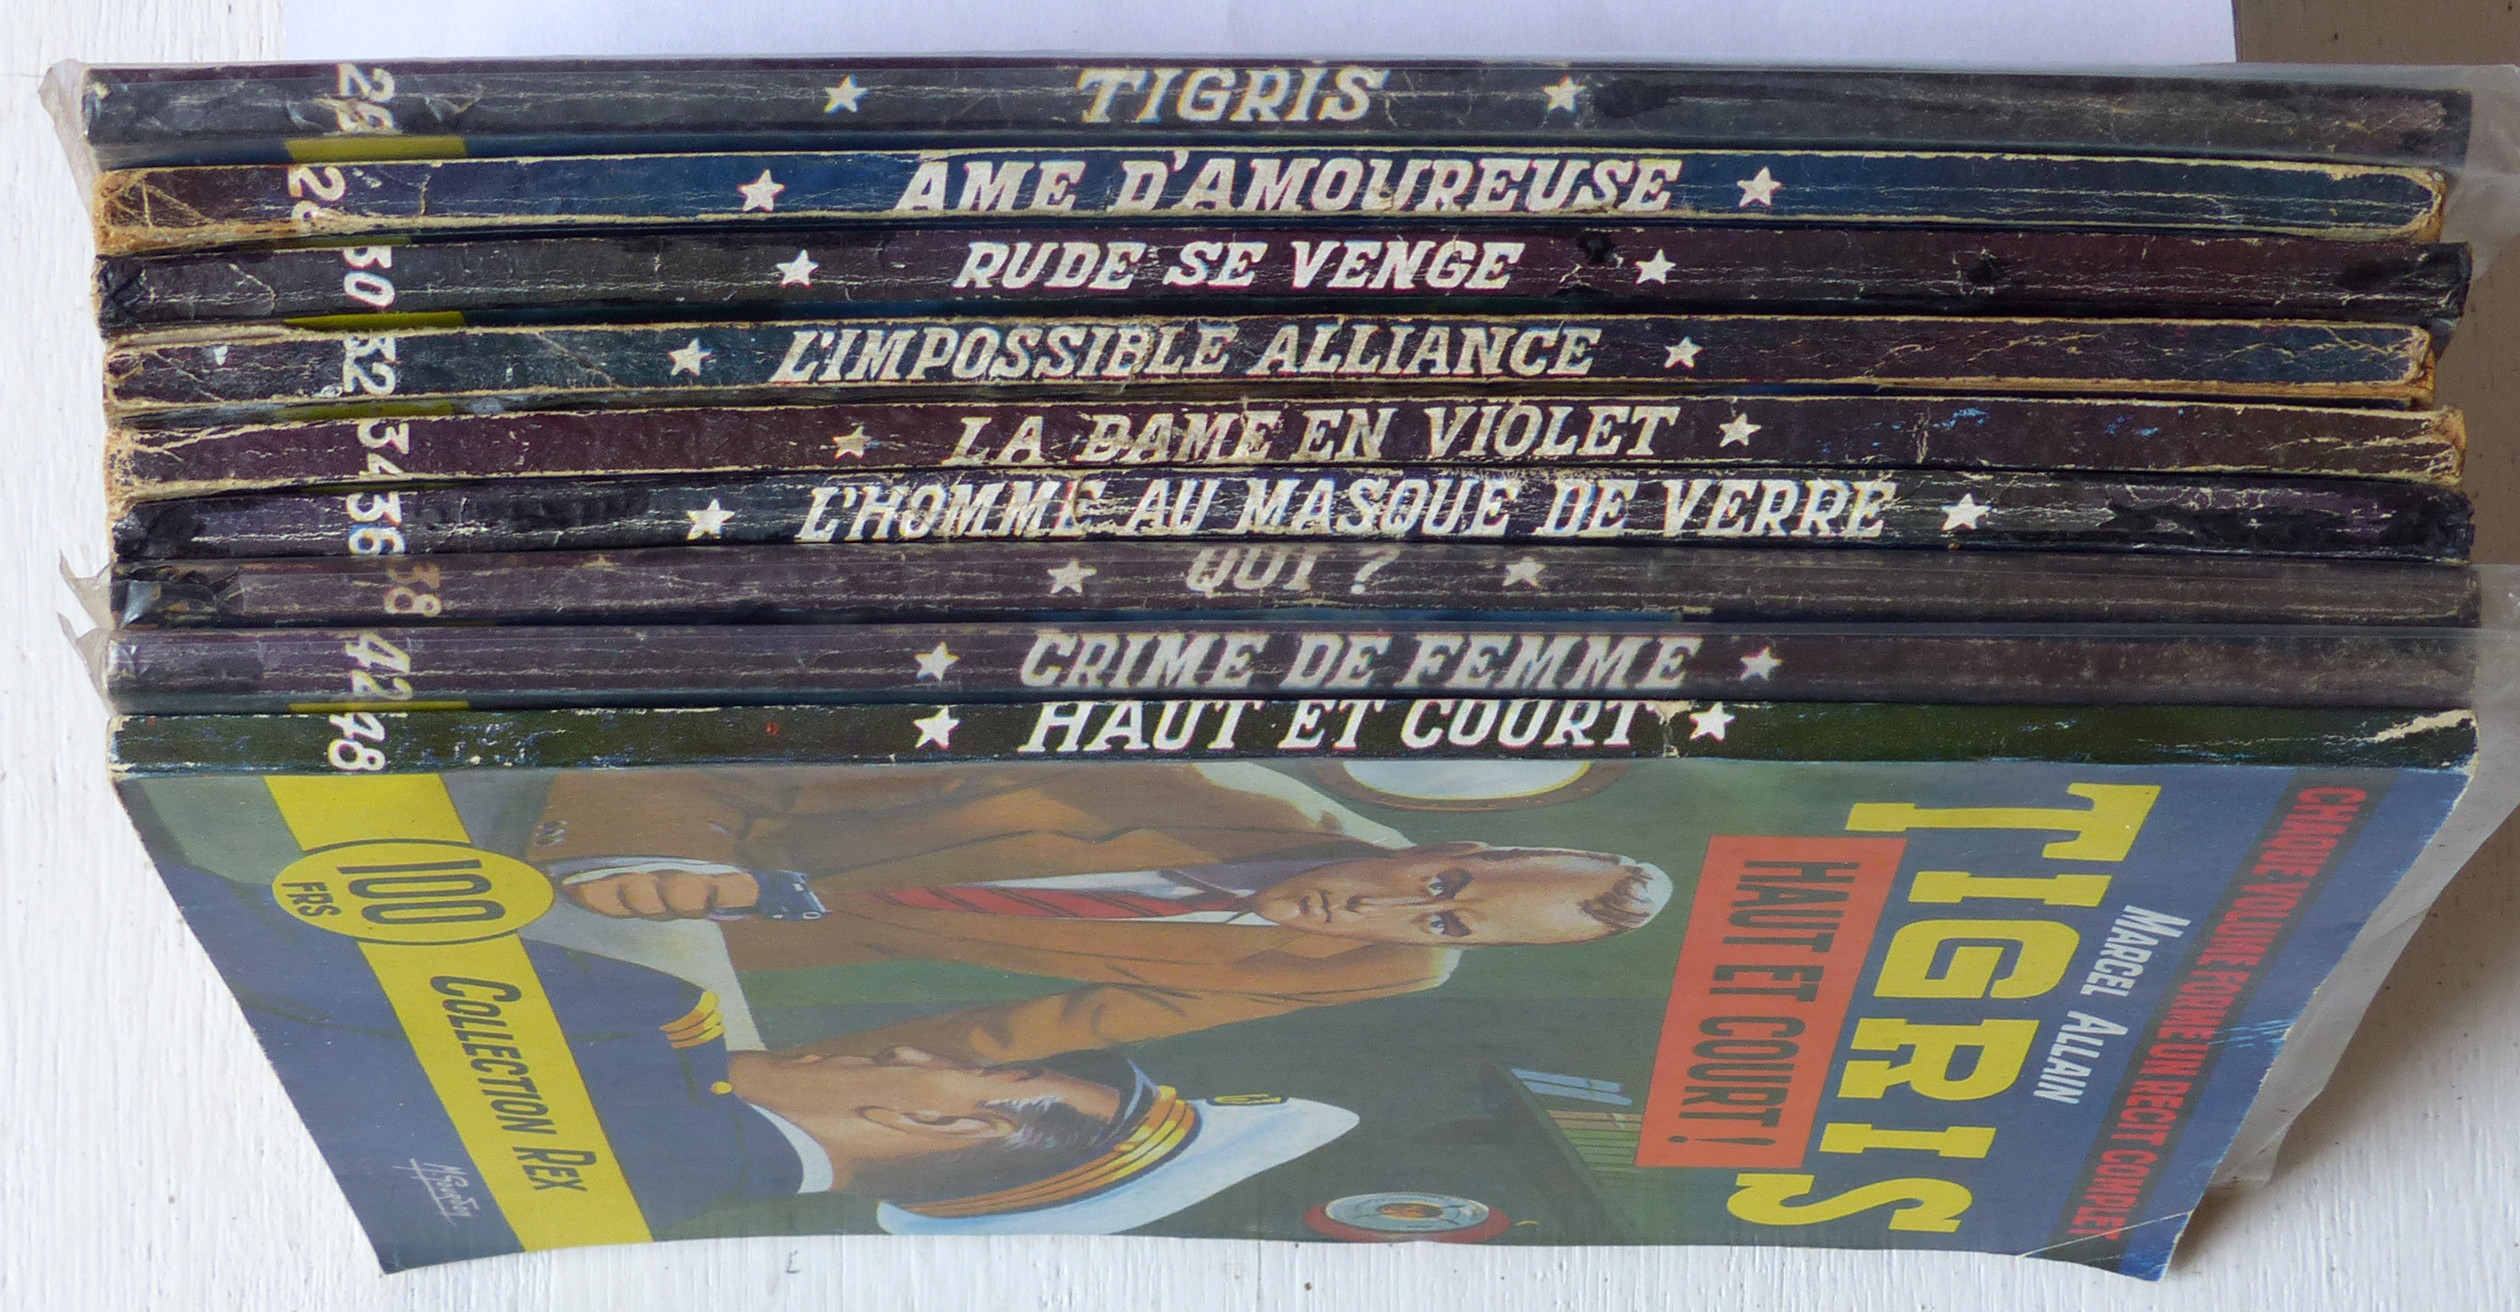 28 ★ TIGRIS ★
★ AME D'AMOUREUSE ★
30 ★ RUDE SE VENGE ★
32 ★ L'IMPOSSIBLE ALLIANCE ★
34 ★ LA DAME EN VIOLET ★
36 ★ L'HOMME AU MASQUE DE VERRE ★
38 ★ QUI ? ★
42 ★ CRIME DE FEMME ★
48 ★ HAUT ET COURT ★
CHAQUE VOLUME FORME UN RECIT COMPLET
MARCEL ALLAIN
TIGRIS
HAUT ET COURT !
100
FRS
COLLECTION REX